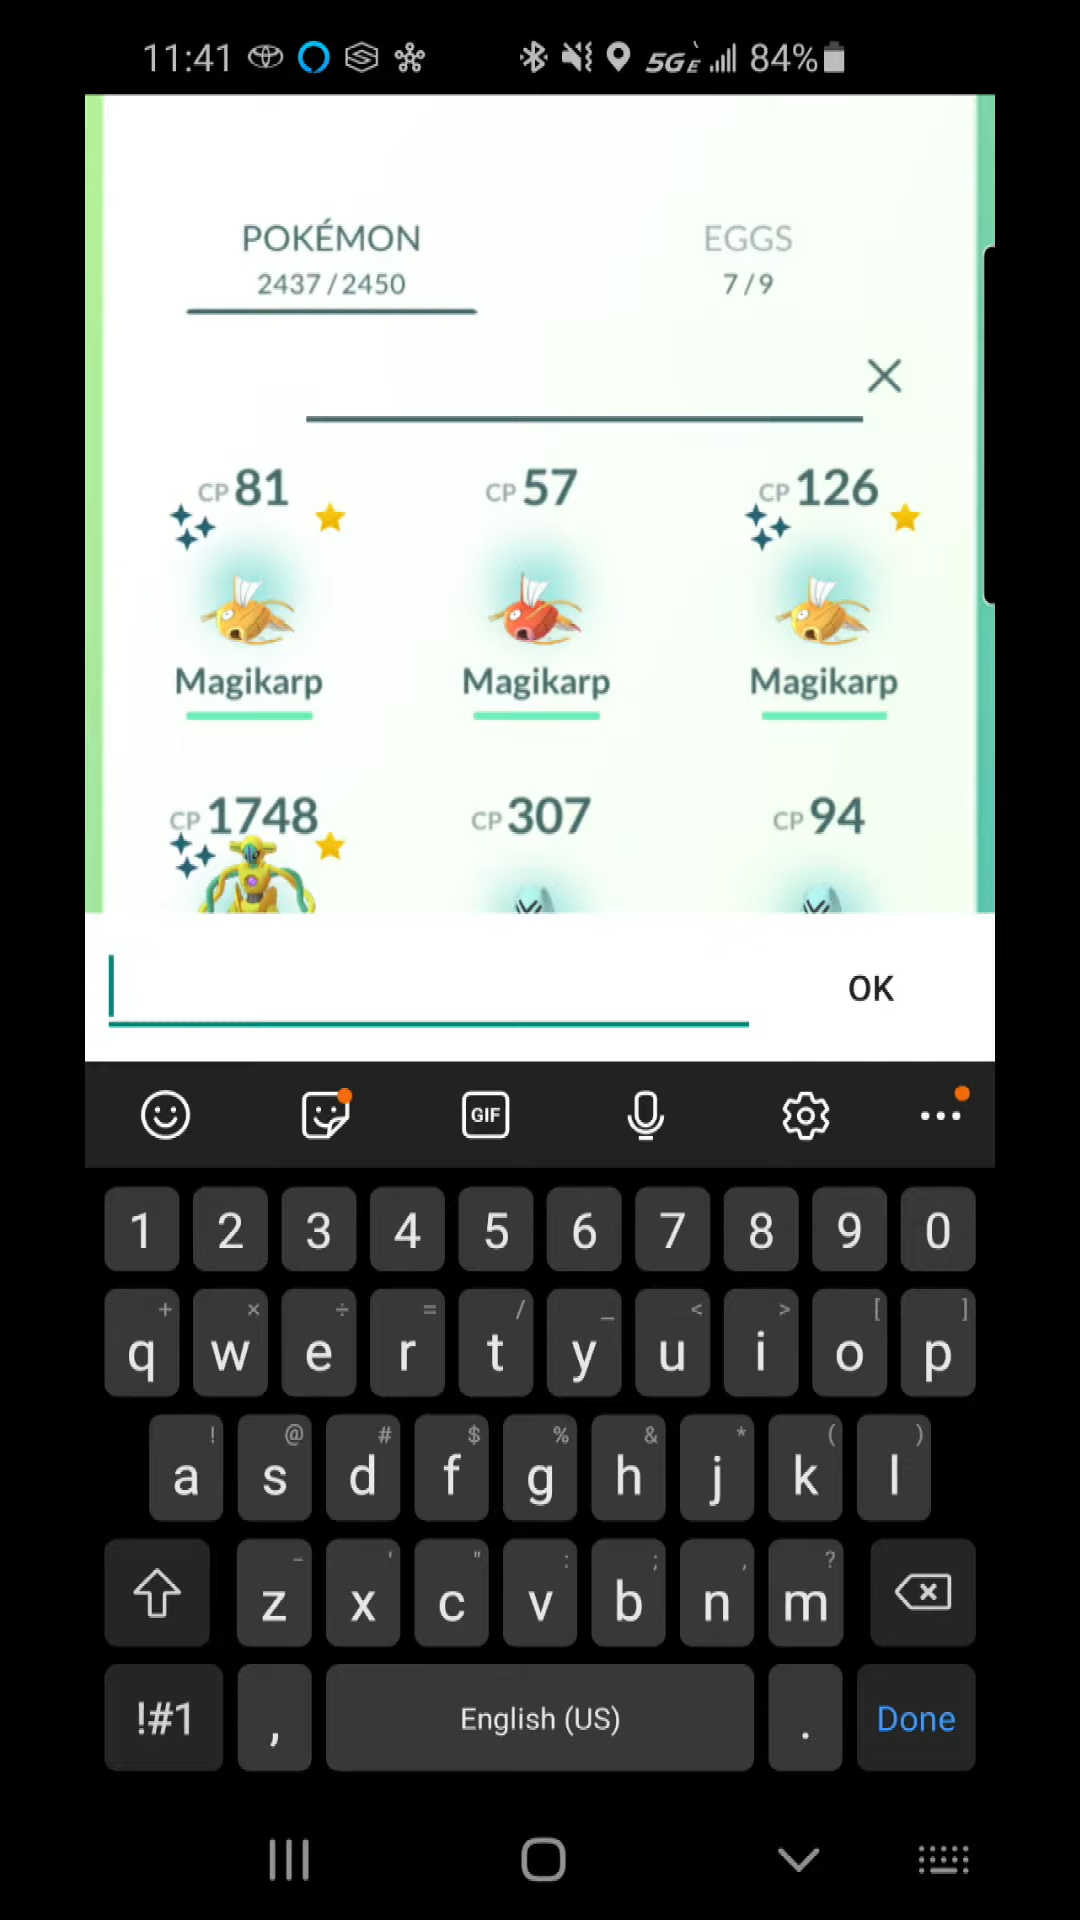 11:41 5GE 84%
POKÉMON EGGS
2437 / 2450 7 / 9
CP 81 CP 57 CP 126
Magikarp Magikarp Magikarp
CP 1748 CP 307 CP 94
OK
GIF
1 2 3 4 5 6 7 8 9 0
+ × ÷ = / _ < > [ ]
q w e r t y u i o p
! @ # $ % & * ( )
a s d f g h j k l
- ' " : ; , ?
z x c v b n m
!#1 , English (US) . Done